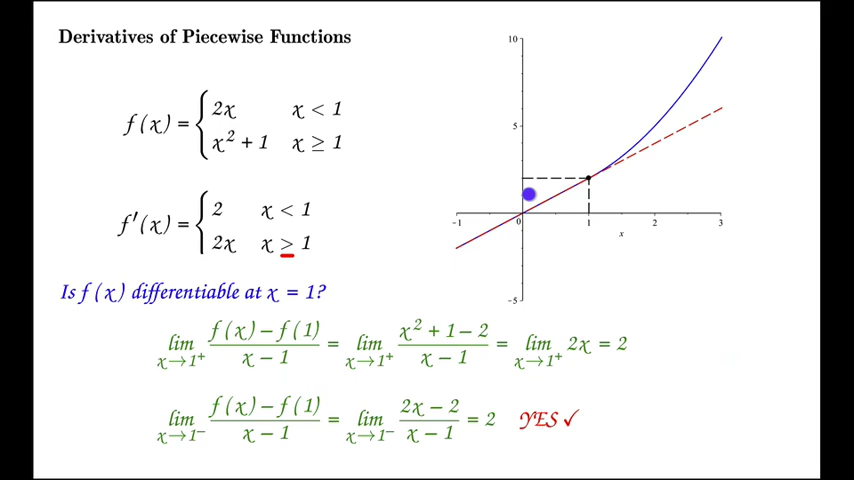 Derivatives of Piecewise Functions
f(x) = { 2x x < 1
x² + 1 x ≥ 1
f′(x) = { 2 x < 1
2x x ≥ 1
Is f(x) differentiable at x = 1?
lim x→1⁺ (f(x) − f(1))/(x − 1) = lim x→1⁺ (x² + 1 − 2)/(x − 1) = lim x→1⁺ 2x = 2
lim x→1⁻ (f(x) − f(1))/(x − 1) = lim x→1⁻ (2x − 2)/(x − 1) = 2 YES ✓
10
5
−1 0 1 2 3
x
−5